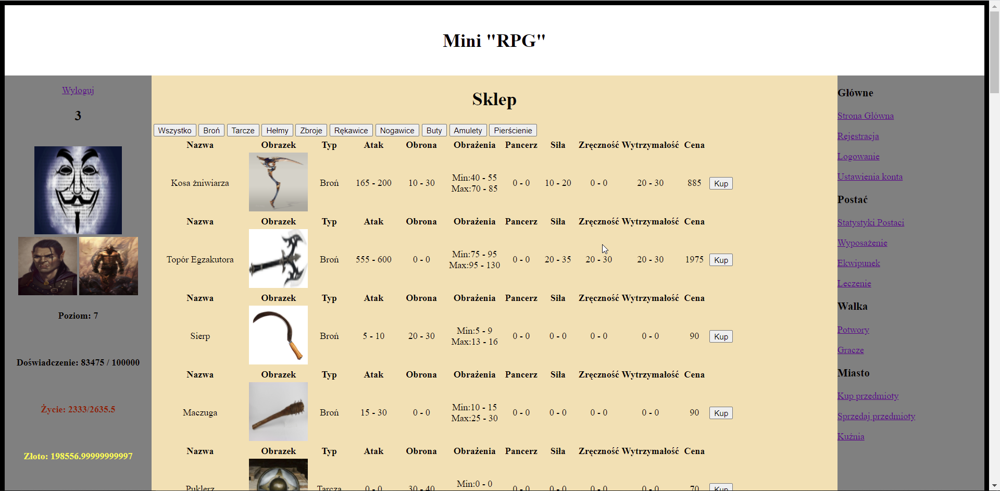 Mini "RPG"
Wyloguj
3
Poziom: 7
Doświadczenie: 83475 / 100000
Życie: 2333/2635.5
Złoto: 198556.99999999997
Sklep
Wszystko Broń Tarcze Hełmy Zbroje Rękawice Nogawice Buty Amulety Pierścienie
Nazwa Obrazek Typ Atak Obrona Obrażenia Pancerz Siła Zręczność Wytrzymałość Cena
Kosa żniwiarza Broń 165 - 200 10 - 30 Min:40 - 55 Max:70 - 85 0 - 0 10 - 20 0 - 0 20 - 30 885 Kup
Nazwa Obrazek Typ Atak Obrona Obrażenia Pancerz Siła Zręczność Wytrzymałość Cena
Topór Egzakutora Broń 555 - 600 0 - 0 Min:75 - 95 Max:95 - 130 0 - 0 20 - 35 20 - 30 20 - 30 1975 Kup
Nazwa Obrazek Typ Atak Obrona Obrażenia Pancerz Siła Zręczność Wytrzymałość Cena
Sierp Broń 5 - 10 20 - 30 Min:5 - 9 Max:13 - 16 0 - 0 0 - 0 0 - 0 0 - 0 90 Kup
Nazwa Obrazek Typ Atak Obrona Obrażenia Pancerz Siła Zręczność Wytrzymałość Cena
Maczuga Broń 15 - 30 0 - 0 Min:10 - 15 Max:25 - 30 0 - 0 0 - 0 0 - 0 0 - 0 90 Kup
Nazwa Obrazek Typ Atak Obrona Obrażenia Pancerz Siła Zręczność Wytrzymałość Cena
Puklerz Tarcza 0 - 0 30 - 40 Min:0 - 0 0 - 0 0 - 0 0 - 0 0 - 0 70 Kup
Główne
Strona Główna
Rejestracja
Logowanie
Ustawienia konta
Postać
Statystyki Postaci
Wyposażenie
Ekwipunek
Leczenie
Walka
Potwory
Gracze
Miasto
Kup przedmioty
Sprzedaj przedmioty
Kuźnia